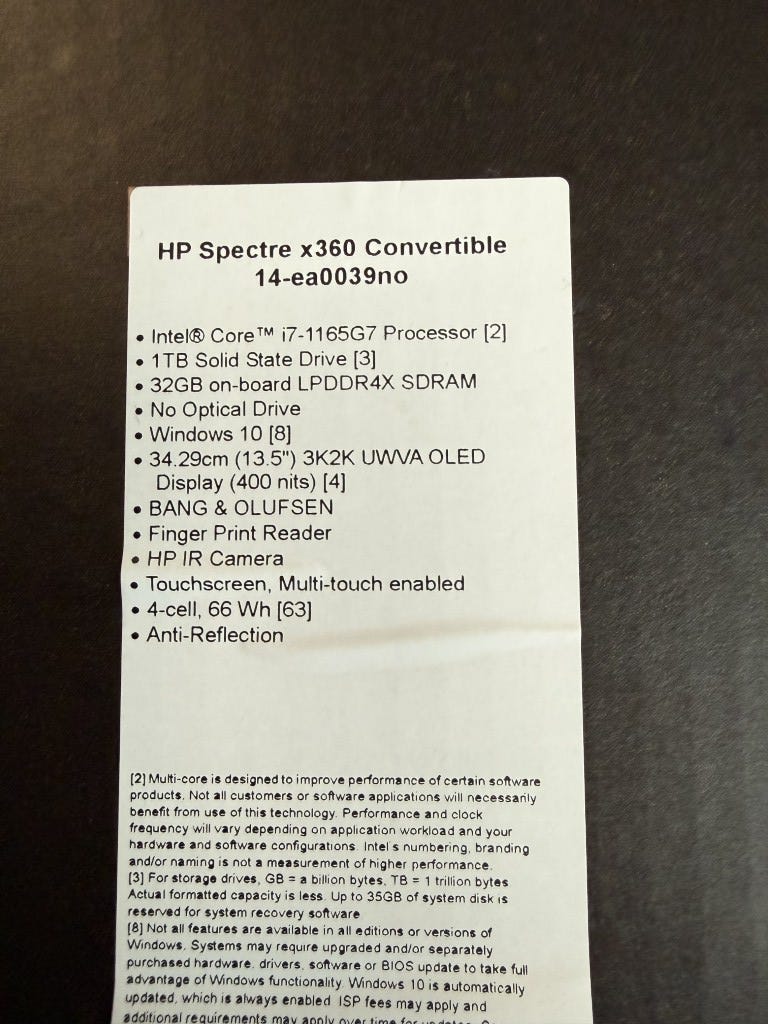 HP Spectre x360 Convertible
14-ea0039no
• Intel® Core™ i7-1165G7 Processor [2]
• 1TB Solid State Drive [3]
• 32GB on-board LPDDR4X SDRAM
• No Optical Drive
• Windows 10 [8]
• 34.29cm (13.5") 3K2K UWVA OLED
Display (400 nits) [4]
• BANG & OLUFSEN
• Finger Print Reader
• HP IR Camera
• Touchscreen, Multi-touch enabled
• 4-cell, 66 Wh [63]
• Anti-Reflection
[2] Multi-core is designed to improve performance of certain software
products. Not all customers or software applications will necessarily
benefit from use of this technology. Performance and clock
frequency will vary depending on application workload and your
hardware and software configurations. Intel's numbering, branding
and/or naming is not a measurement of higher performance.
[3] For storage drives, GB = a billion bytes. TB = 1 trillion bytes
Actual formatted capacity is less. Up to 35GB of system disk is
reserved for system recovery software
[8] Not all features are available in all editions or versions of
Windows. Systems may require upgraded and/or separately
purchased hardware, drivers, software or BIOS update to take full
advantage of Windows functionality. Windows 10 is automatically
updated, which is always enabled. ISP fees may apply and
additional requirements may apply over time for updates.